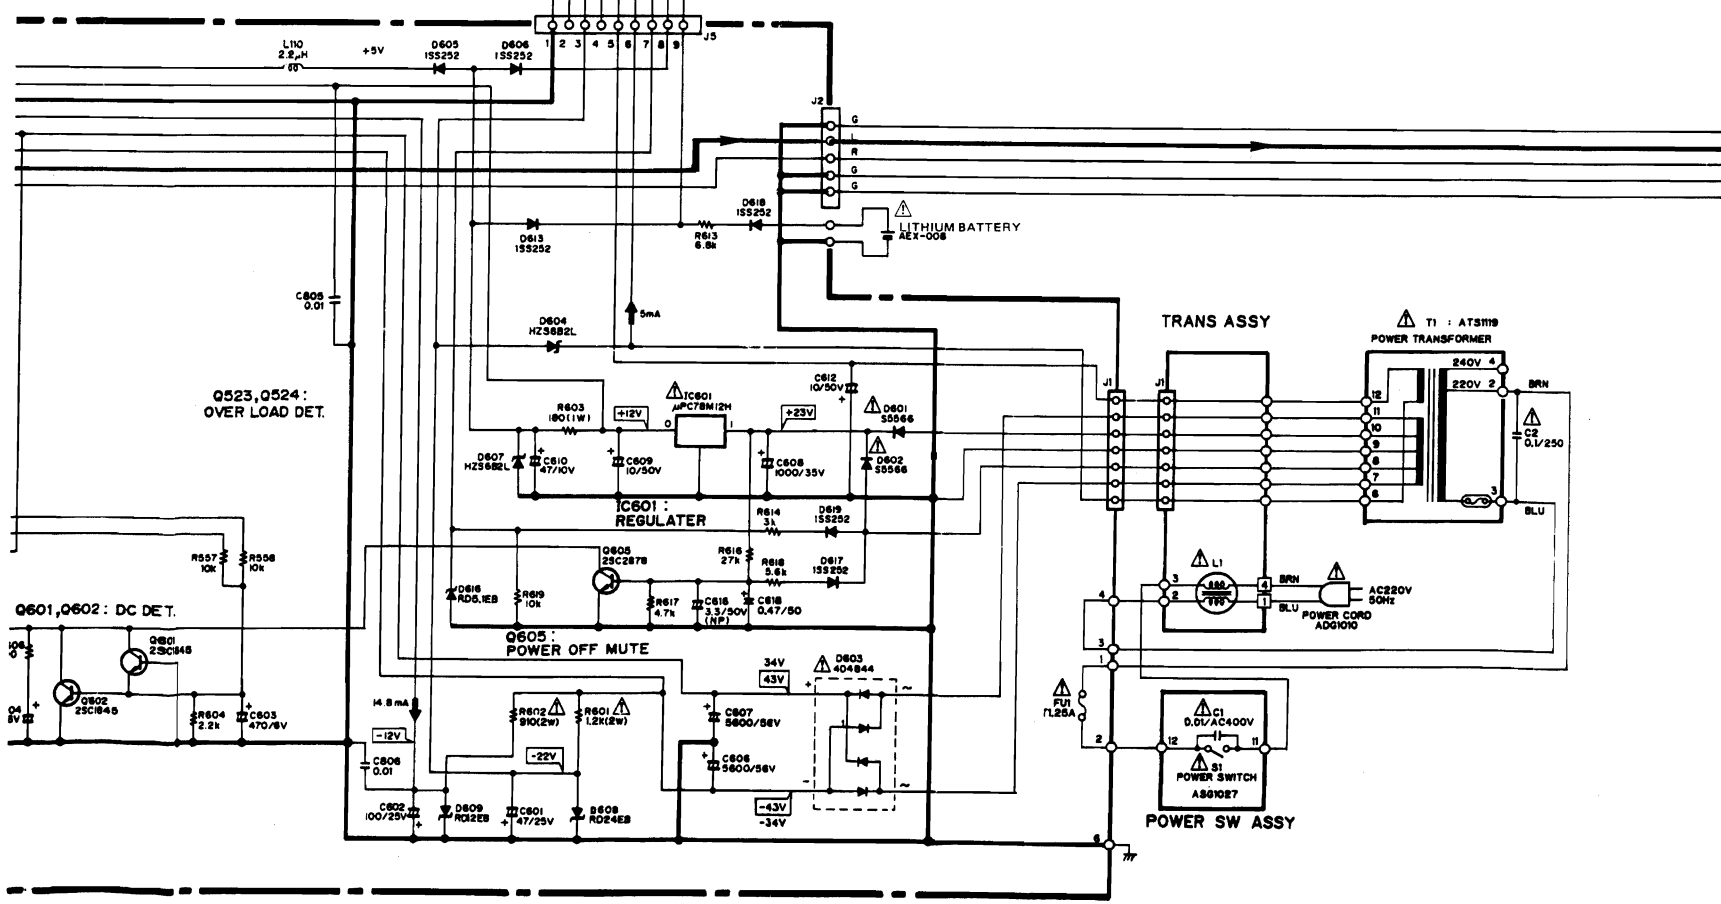 J5
1 2 3 4 5 6 7 8 9
L110
2.2μH
+5V
D605
1SS252
D606
1SS252
J2
G
L
R
G
G
D613
1SS252
R613
6.8k
D618
1SS252
LITHIUM BATTERY
AEX-008
C805
0.01
5mA
D604
HZS6B2L
TRANS ASSY
T1 : ATS1119
POWER TRANSFORMER
240V 4
220V 2
BRN
C2
0.1/250
3
BLU
12
11
10
9
8
7
6
J1
J1
Q523,Q524:
OVER LOAD DET.
R603
180(1W)
+12V
IC601
μPC78M12H
O
1
+23V
C612
10/50V
+
D601
S5566
D602
S5566
D607
HZS6B2L
+
C610
47/10V
+
C609
10/50V
+
C608
1000/35V
IC601:
REGULATER
R614
3k
D619
1SS252
R616
27k
R618
5.6k
D617
1SS252
Q605
2SC2878
R557
10k
R558
10k
D616
RD5.1EB
R619
10k
R617
4.7k
C616
3.3/50V
(NP)
C618
0.47/50
Q605:
POWER OFF MUTE
Q601,Q602: DC DET.
Q601
2SC1845
Q602
2SC1845
R604
2.2k
+
C603
470/6V
14.8mA
-12V
C806
0.01
R602
910(2W)
R601
1.2k(2W)
-22V
C602
100/25V
+
D609
RD12EB
C601
47/25V
+
D608
RD24EB
34V
43V
D603
4D4B44
+
~
+
C607
5600/56V
+
C606
5600/56V
-
~
-43V
-34V
L1
3
2
4
1
BRN
BLU
AC220V
50Hz
POWER CORD
ADG1010
4
3
1
FU1
2
12
11
C1
0.01/AC400V
S1
POWER SWITCH
ASG1027
POWER SW ASSY
6